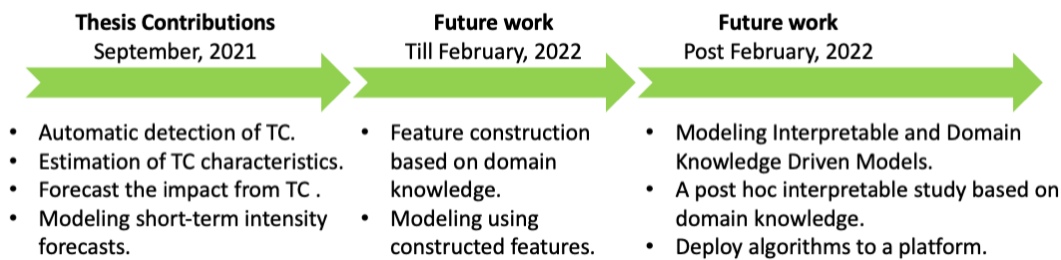 Thesis Contributions
September, 2021
• Automatic detection of TC.
• Estimation of TC characteristics.
• Forecast the impact from TC .
• Modeling short-term intensity
forecasts.
Future work
Till February, 2022
• Feature construction
based on domain
knowledge.
• Modeling using
constructed features.
Future work
Post February, 2022
• Modeling Interpretable and Domain
Knowledge Driven Models.
• A post hoc interpretable study based on
domain knowledge.
• Deploy algorithms to a platform.